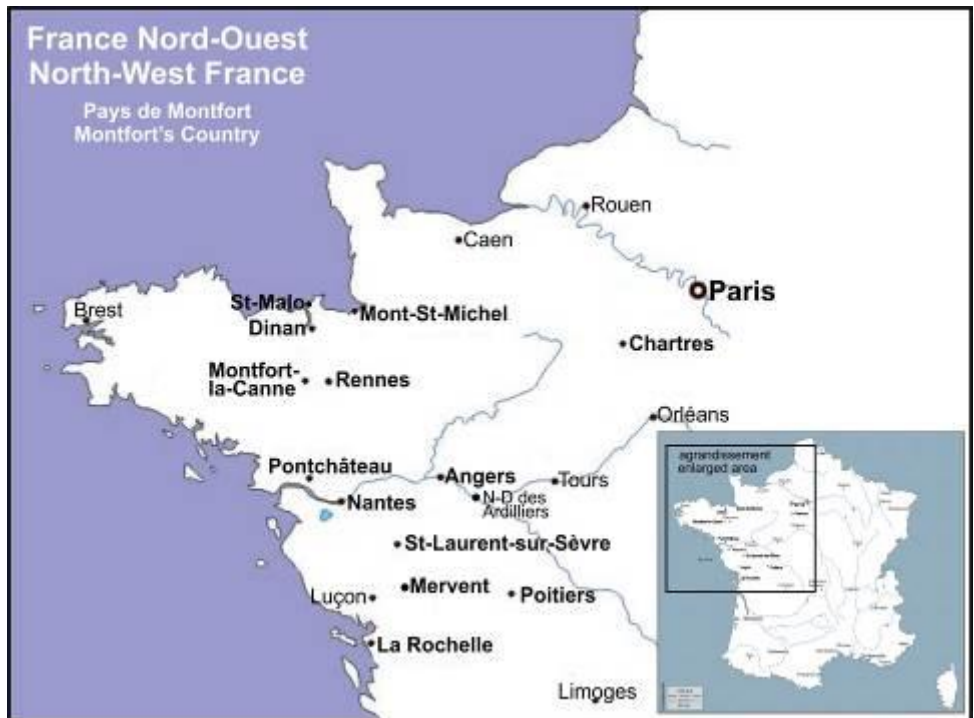 France Nord-Ouest
North-West France
Pays de Montfort
Montfort's Country
Rouen
Caen
Paris
St-Malo
Brest
Mont-St-Michel
Dinan
Chartres
Montfort-
la-Canne
Rennes
Orléans
agrandissement
enlarged area
Pontchâteau
Angers
Tours
N-D des
Ardilliers
Nantes
St-Laurent-sur-Sèvre
Mervent
Luçon
Poitiers
La Rochelle
Limoges